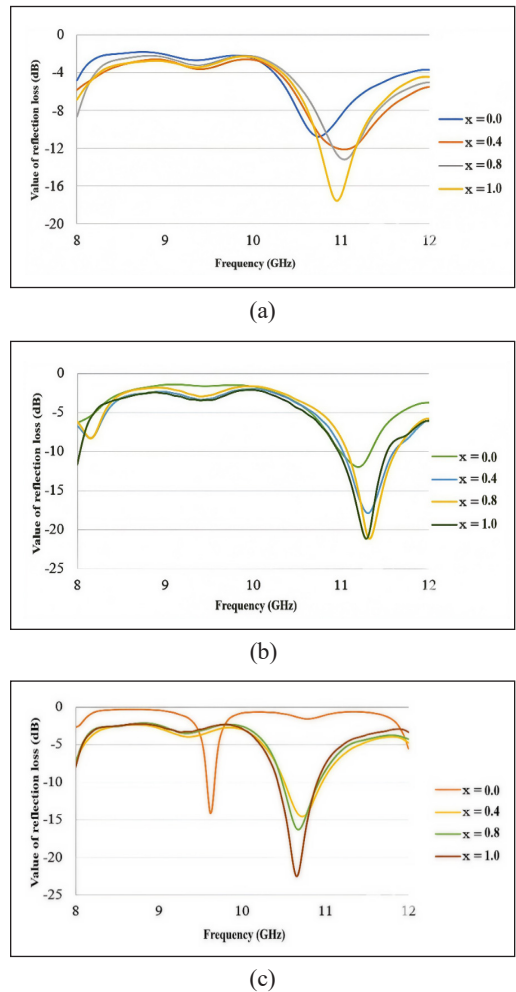 0
-4
-8
-12
-16
-20
Value of reflection loss (dB)
8 9 10 11 12
Frequency (GHz)
x = 0.0
x = 0.4
x = 0.8
x = 1.0
(a)
0
-5
-10
-15
-20
-25
Value of reflection loss (dB)
8 9 10 11 12
Frequency (GHz)
x = 0.0
x = 0.4
x = 0.8
x = 1.0
(b)
0
-5
-10
-15
-20
-25
Value of reflection loss (dB)
8 9 10 11 12
Frequency (GHz)
x = 0.0
x = 0.4
x = 0.8
x = 1.0
(c)